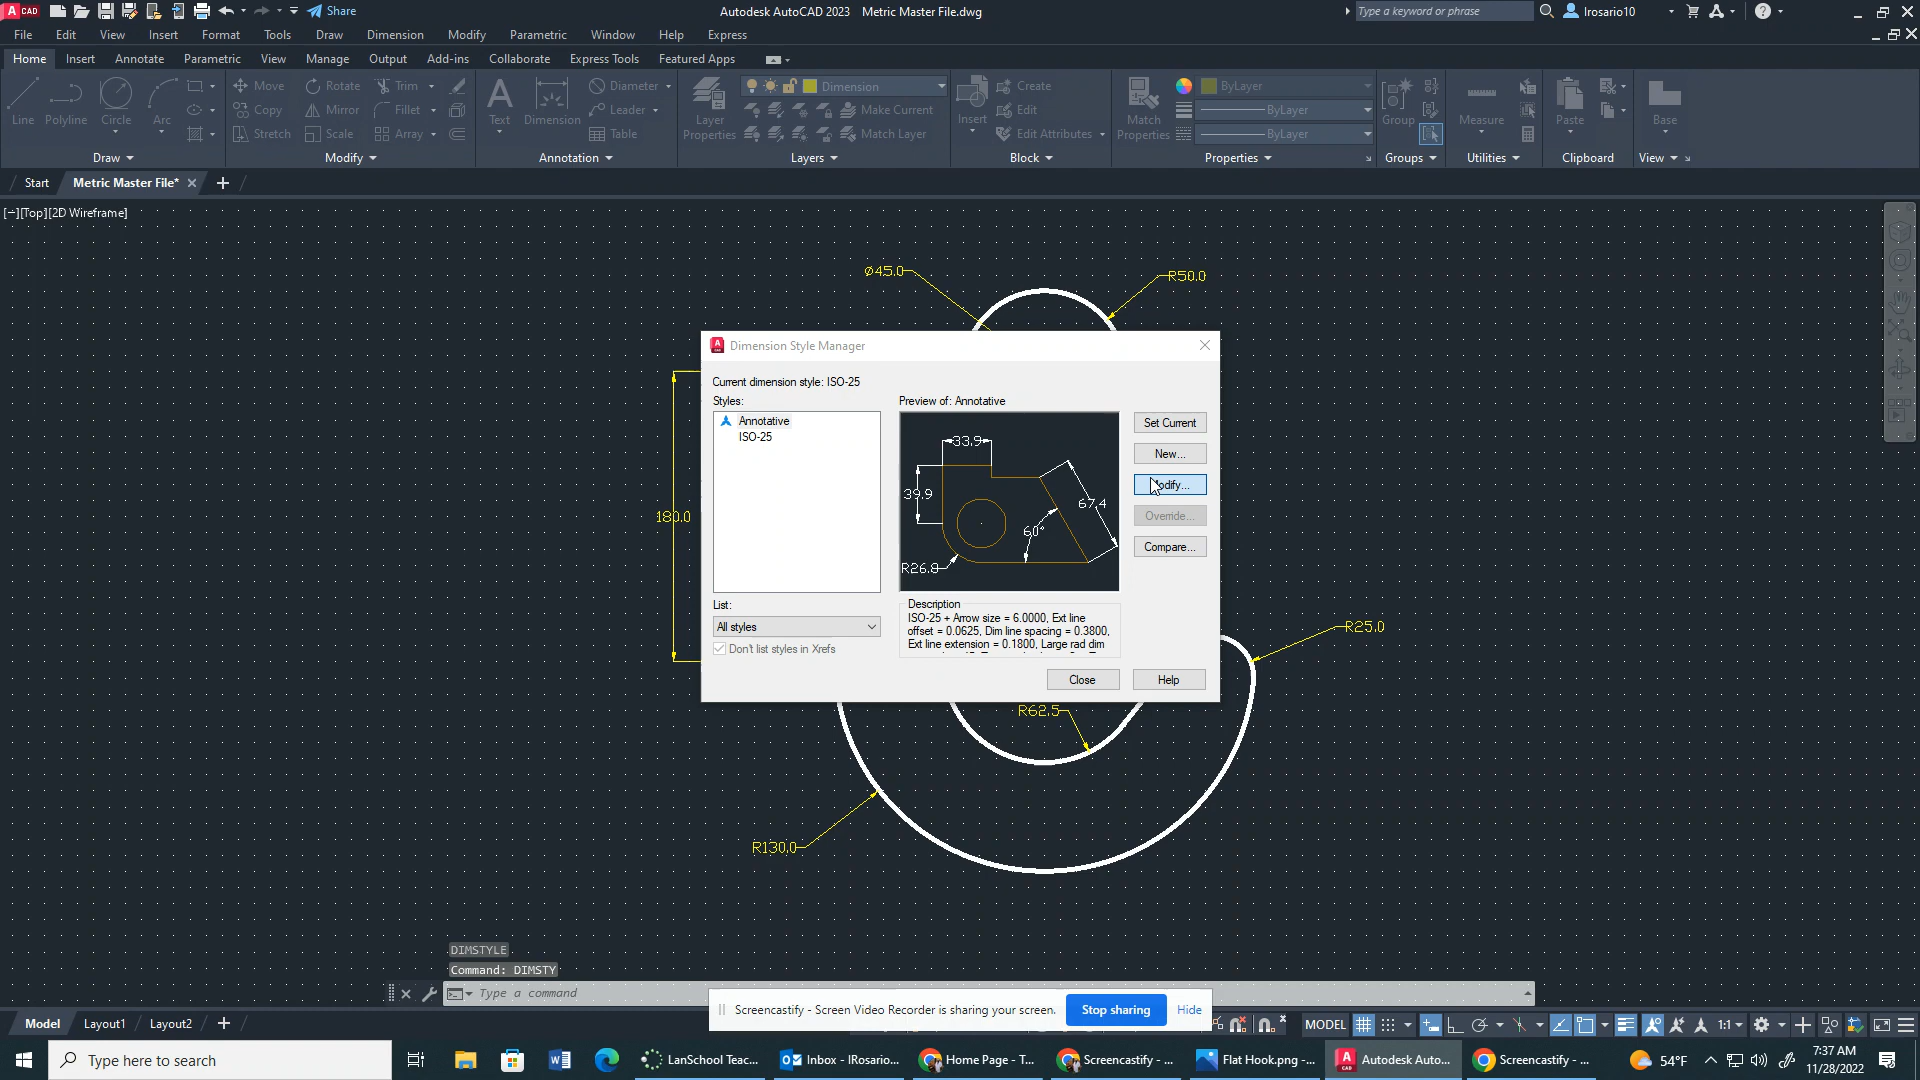 CAD Share Autodesk AutoCAD 2023 Metric Master File.dwg Type a keyword or phrase lrosario10
File Edit View Insert Format Tools Draw Dimension Modify Parametric Window Help Express
Home Insert Annotate Parametric View Manage Output Add-ins Collaborate Express Tools Featured Apps
Line Polyline Circle Arc
Draw
Move Rotate Trim
Copy Mirror Fillet
Stretch Scale Array
Modify
Text Dimension
Diameter
Leader
Table
Annotation
Layer Properties
Dimension
Make Current
Match Layer
Layers
Insert
Create
Edit
Edit Attributes
Block
Match Properties
ByLayer
ByLayer
ByLayer
Properties
Group
Groups
Measure
Utilities
Paste
Clipboard
Base
View
Start Metric Master File*
[−][Top][2D Wireframe]
Ø45.0
R50.0
180.0
R25.0
R62.5
R130.0
Dimension Style Manager
Current dimension style: ISO-25
Styles:
Annotative
ISO-25
Preview of: Annotative
33,9
39,9
67,4
60°
R26,8
Set Current
New...
Modify...
Override...
Compare...
List:
All styles
Don't list styles in Xrefs
Description
ISO-25 + Arrow size = 6.0000, Ext line
offset = 0.0625, Dim line spacing = 0.3800,
Ext line extension = 0.1800, Large rad dim
Close Help
DIMSTYLE
Command: DIMSTY
Type a command
Screencastify - Screen Video Recorder is sharing your screen. Stop sharing Hide
Model Layout1 Layout2
MODEL 1:1
Type here to search
LanSchool Teac... Inbox - IRosario... Home Page - T... Screencastify - ... Flat Hook.png -... Autodesk Auto... Screencastify - ...
54°F
7:37 AM
11/28/2022